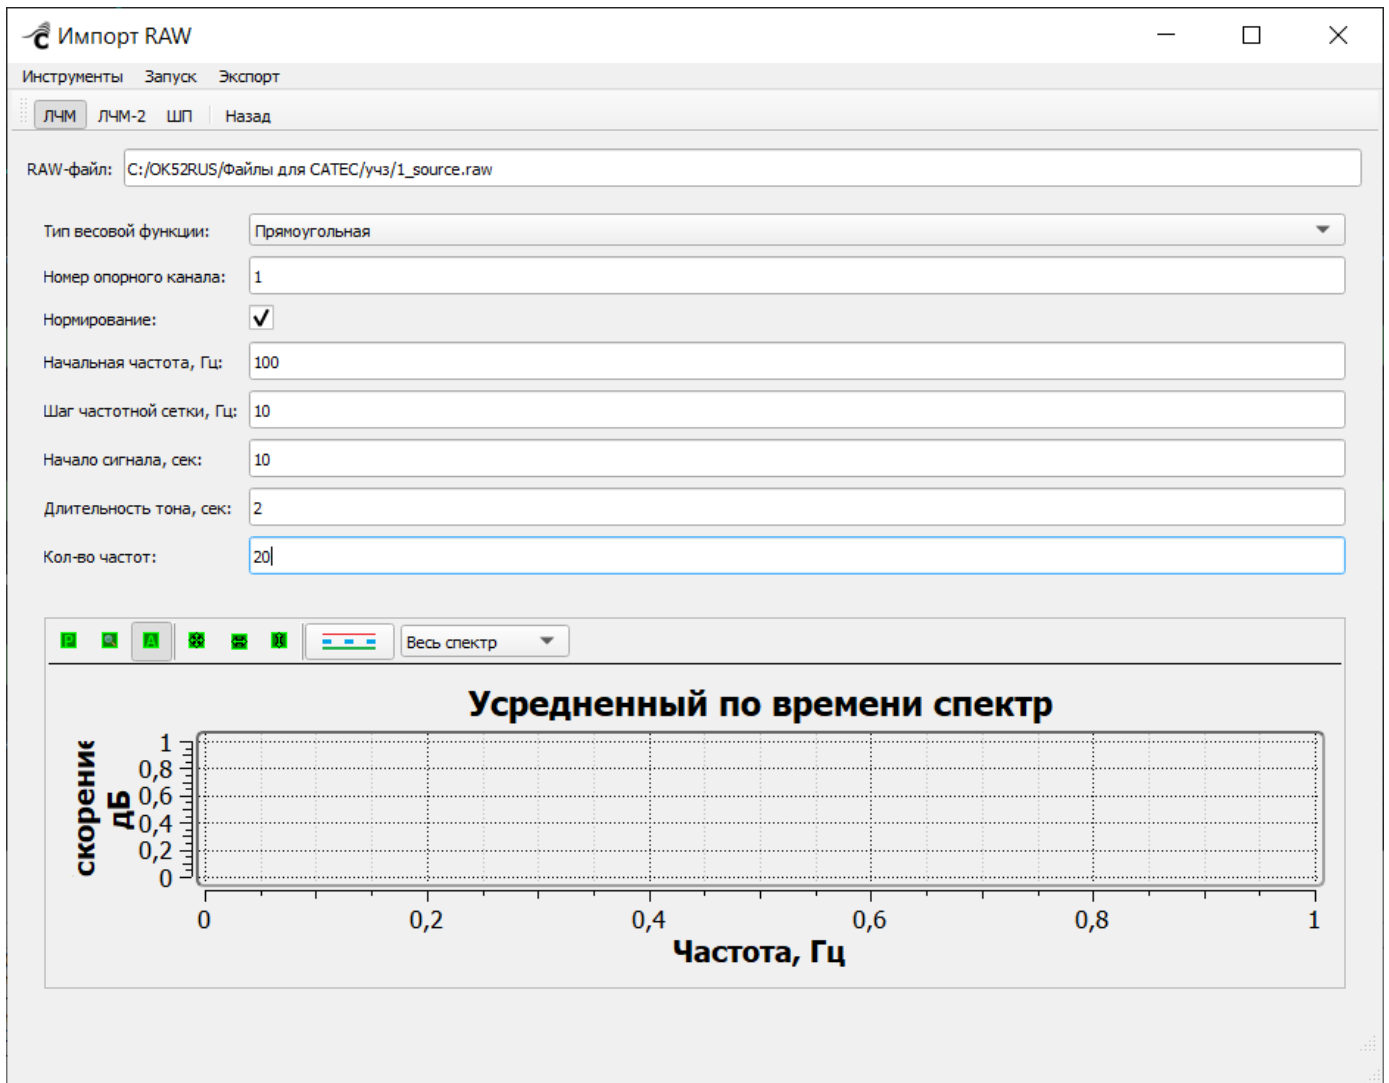 Импорт RAW
Инструменты Запуск Экспорт
ЛЧМ ЛЧМ-2 ШП Назад
RAW-файл: C:/OK52RUS/Файлы для CATEC/учз/1_source.raw
Тип весовой функции: Прямоугольная
Номер опорного канала: 1
Нормирование:
Начальная частота, Гц: 100
Шаг частотной сетки, Гц: 10
Начало сигнала, сек: 10
Длительность тона, сек: 2
Кол-во частот: 20
P A Весь спектр
Усредненный по времени спектр
скорение
дБ
1
0,8
0,6
0,4
0,2
0
0 0,2 0,4 0,6 0,8 1
Частота, Гц